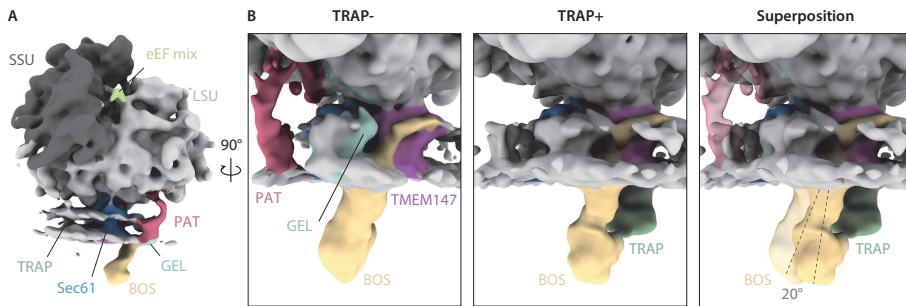 A
SSU
eEF mix
LSU
PAT
TRAP
Sec61
BOS
GEL
90°
B
TRAP-
PAT
GEL
TMEM147
BOS
TRAP+
BOS
TRAP
Superposition
BOS
20°
TRAP